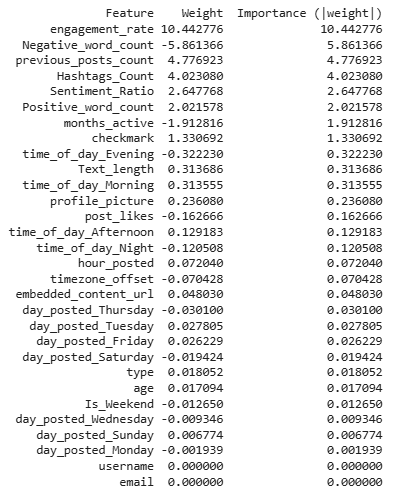 Feature Weight Importance (|weight|)
engagement_rate 10.442776 10.442776
Negative_word_count -5.861366 5.861366
previous_posts_count 4.776923 4.776923
Hashtags_Count 4.023080 4.023080
Sentiment_Ratio 2.647768 2.647768
Positive_word_count 2.021578 2.021578
months_active -1.912816 1.912816
checkmark 1.330692 1.330692
time_of_day_Evening -0.322230 0.322230
Text_length 0.313686 0.313686
time_of_day_Morning 0.313555 0.313555
profile_picture 0.236080 0.236080
post_likes -0.162666 0.162666
time_of_day_Afternoon 0.129183 0.129183
time_of_day_Night -0.120508 0.120508
hour_posted 0.072040 0.072040
timezone_offset -0.070428 0.070428
embedded_content_url 0.048030 0.048030
day_posted_Thursday -0.030100 0.030100
day_posted_Tuesday 0.027805 0.027805
day_posted_Friday 0.026229 0.026229
day_posted_Saturday -0.019424 0.019424
type 0.018052 0.018052
age 0.017094 0.017094
Is_Weekend -0.012650 0.012650
day_posted_Wednesday -0.009346 0.009346
day_posted_Sunday 0.006774 0.006774
day_posted_Monday -0.001939 0.001939
username 0.000000 0.000000
email 0.000000 0.000000